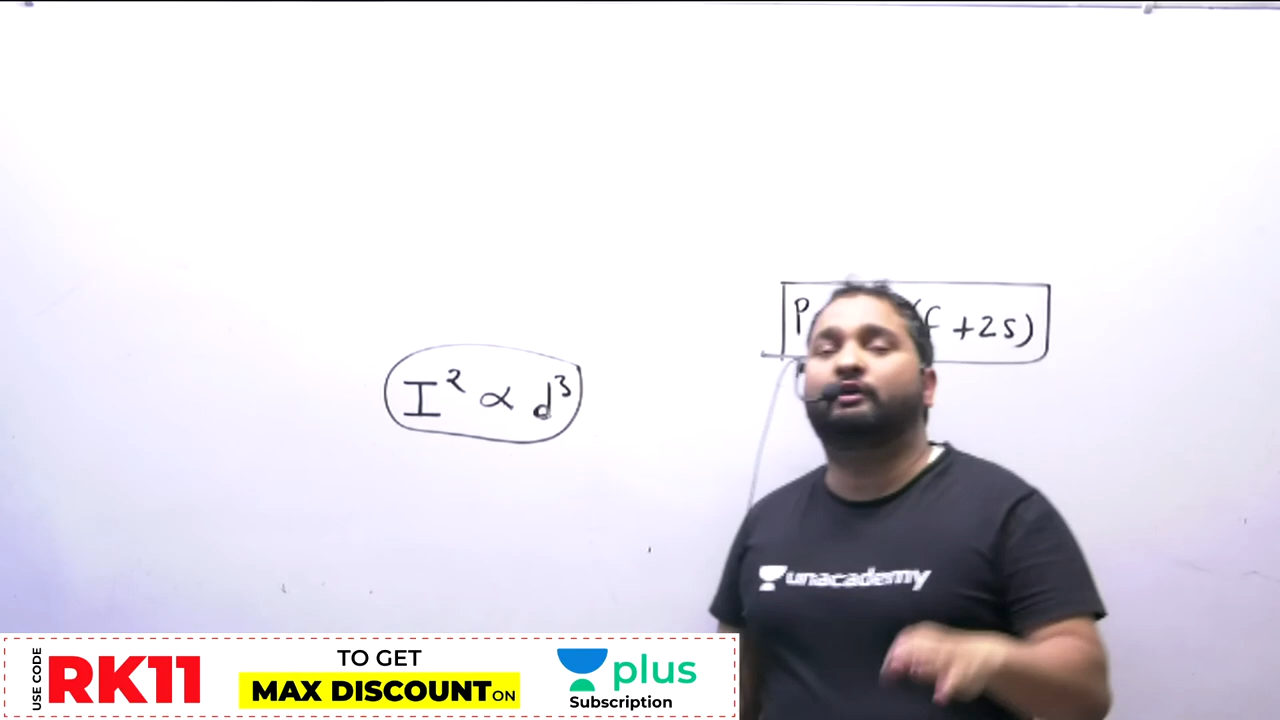 P (f +2s)
I² ∝ d³
unacademy
USE CODE
RK11
TO GET
MAX DISCOUNT ON
plus
Subscription